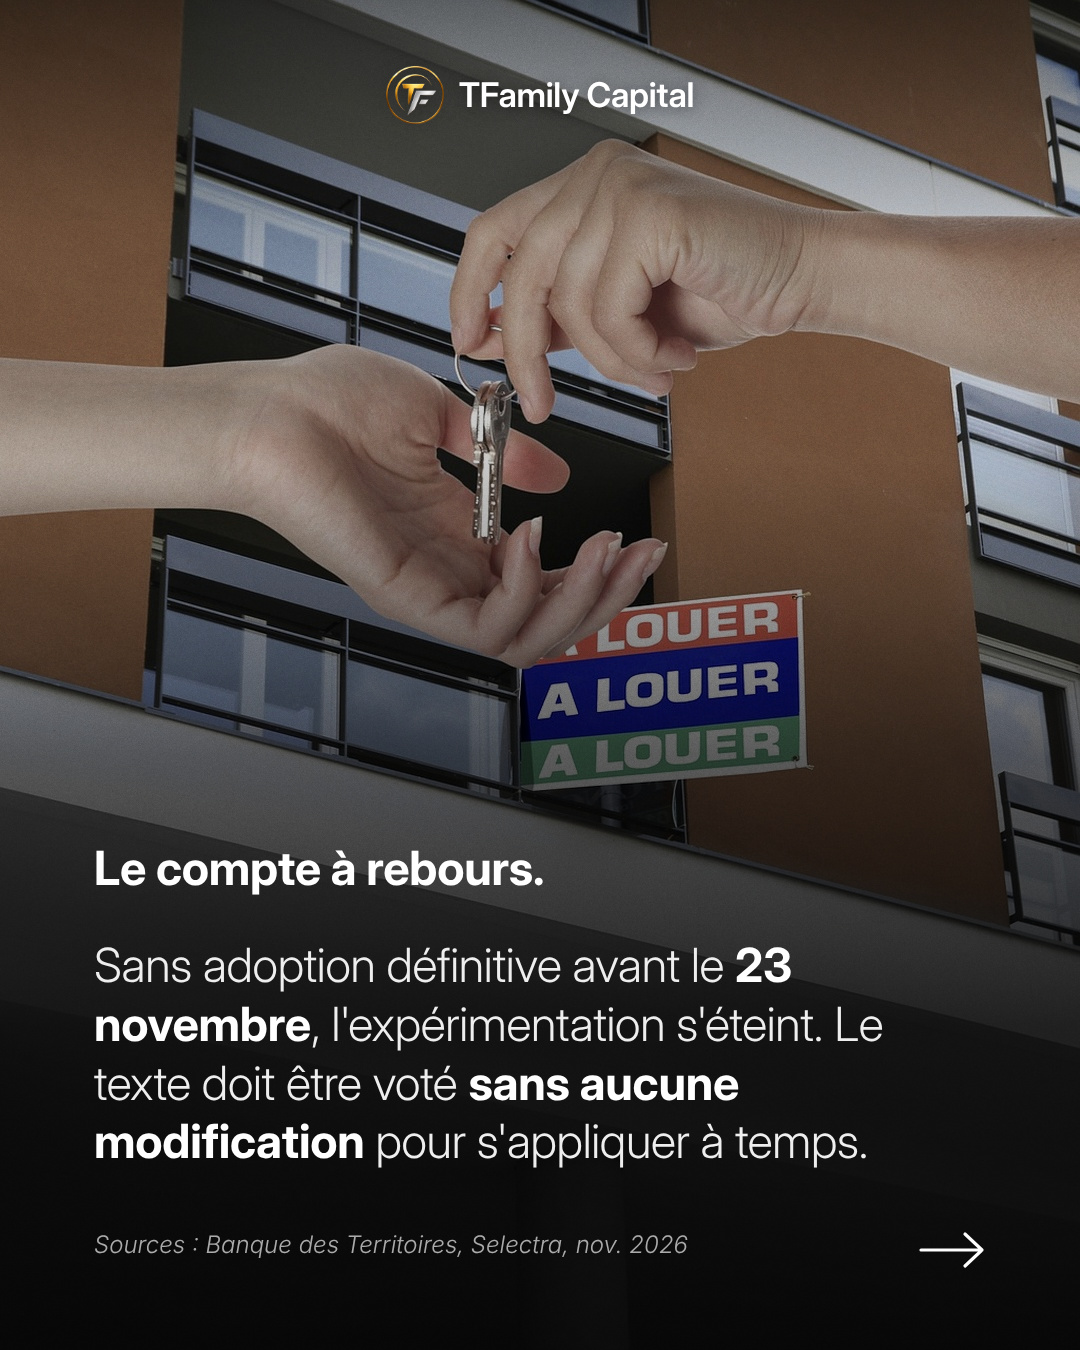 TFamily Capital
A LOUER
A LOUER
A LOUER
Le compte à rebours.
Sans adoption définitive avant le 23
novembre, l'expérimentation s'éteint. Le
texte doit être voté sans aucune
modification pour s'appliquer à temps.
Sources : Banque des Territoires, Selectra, nov. 2026